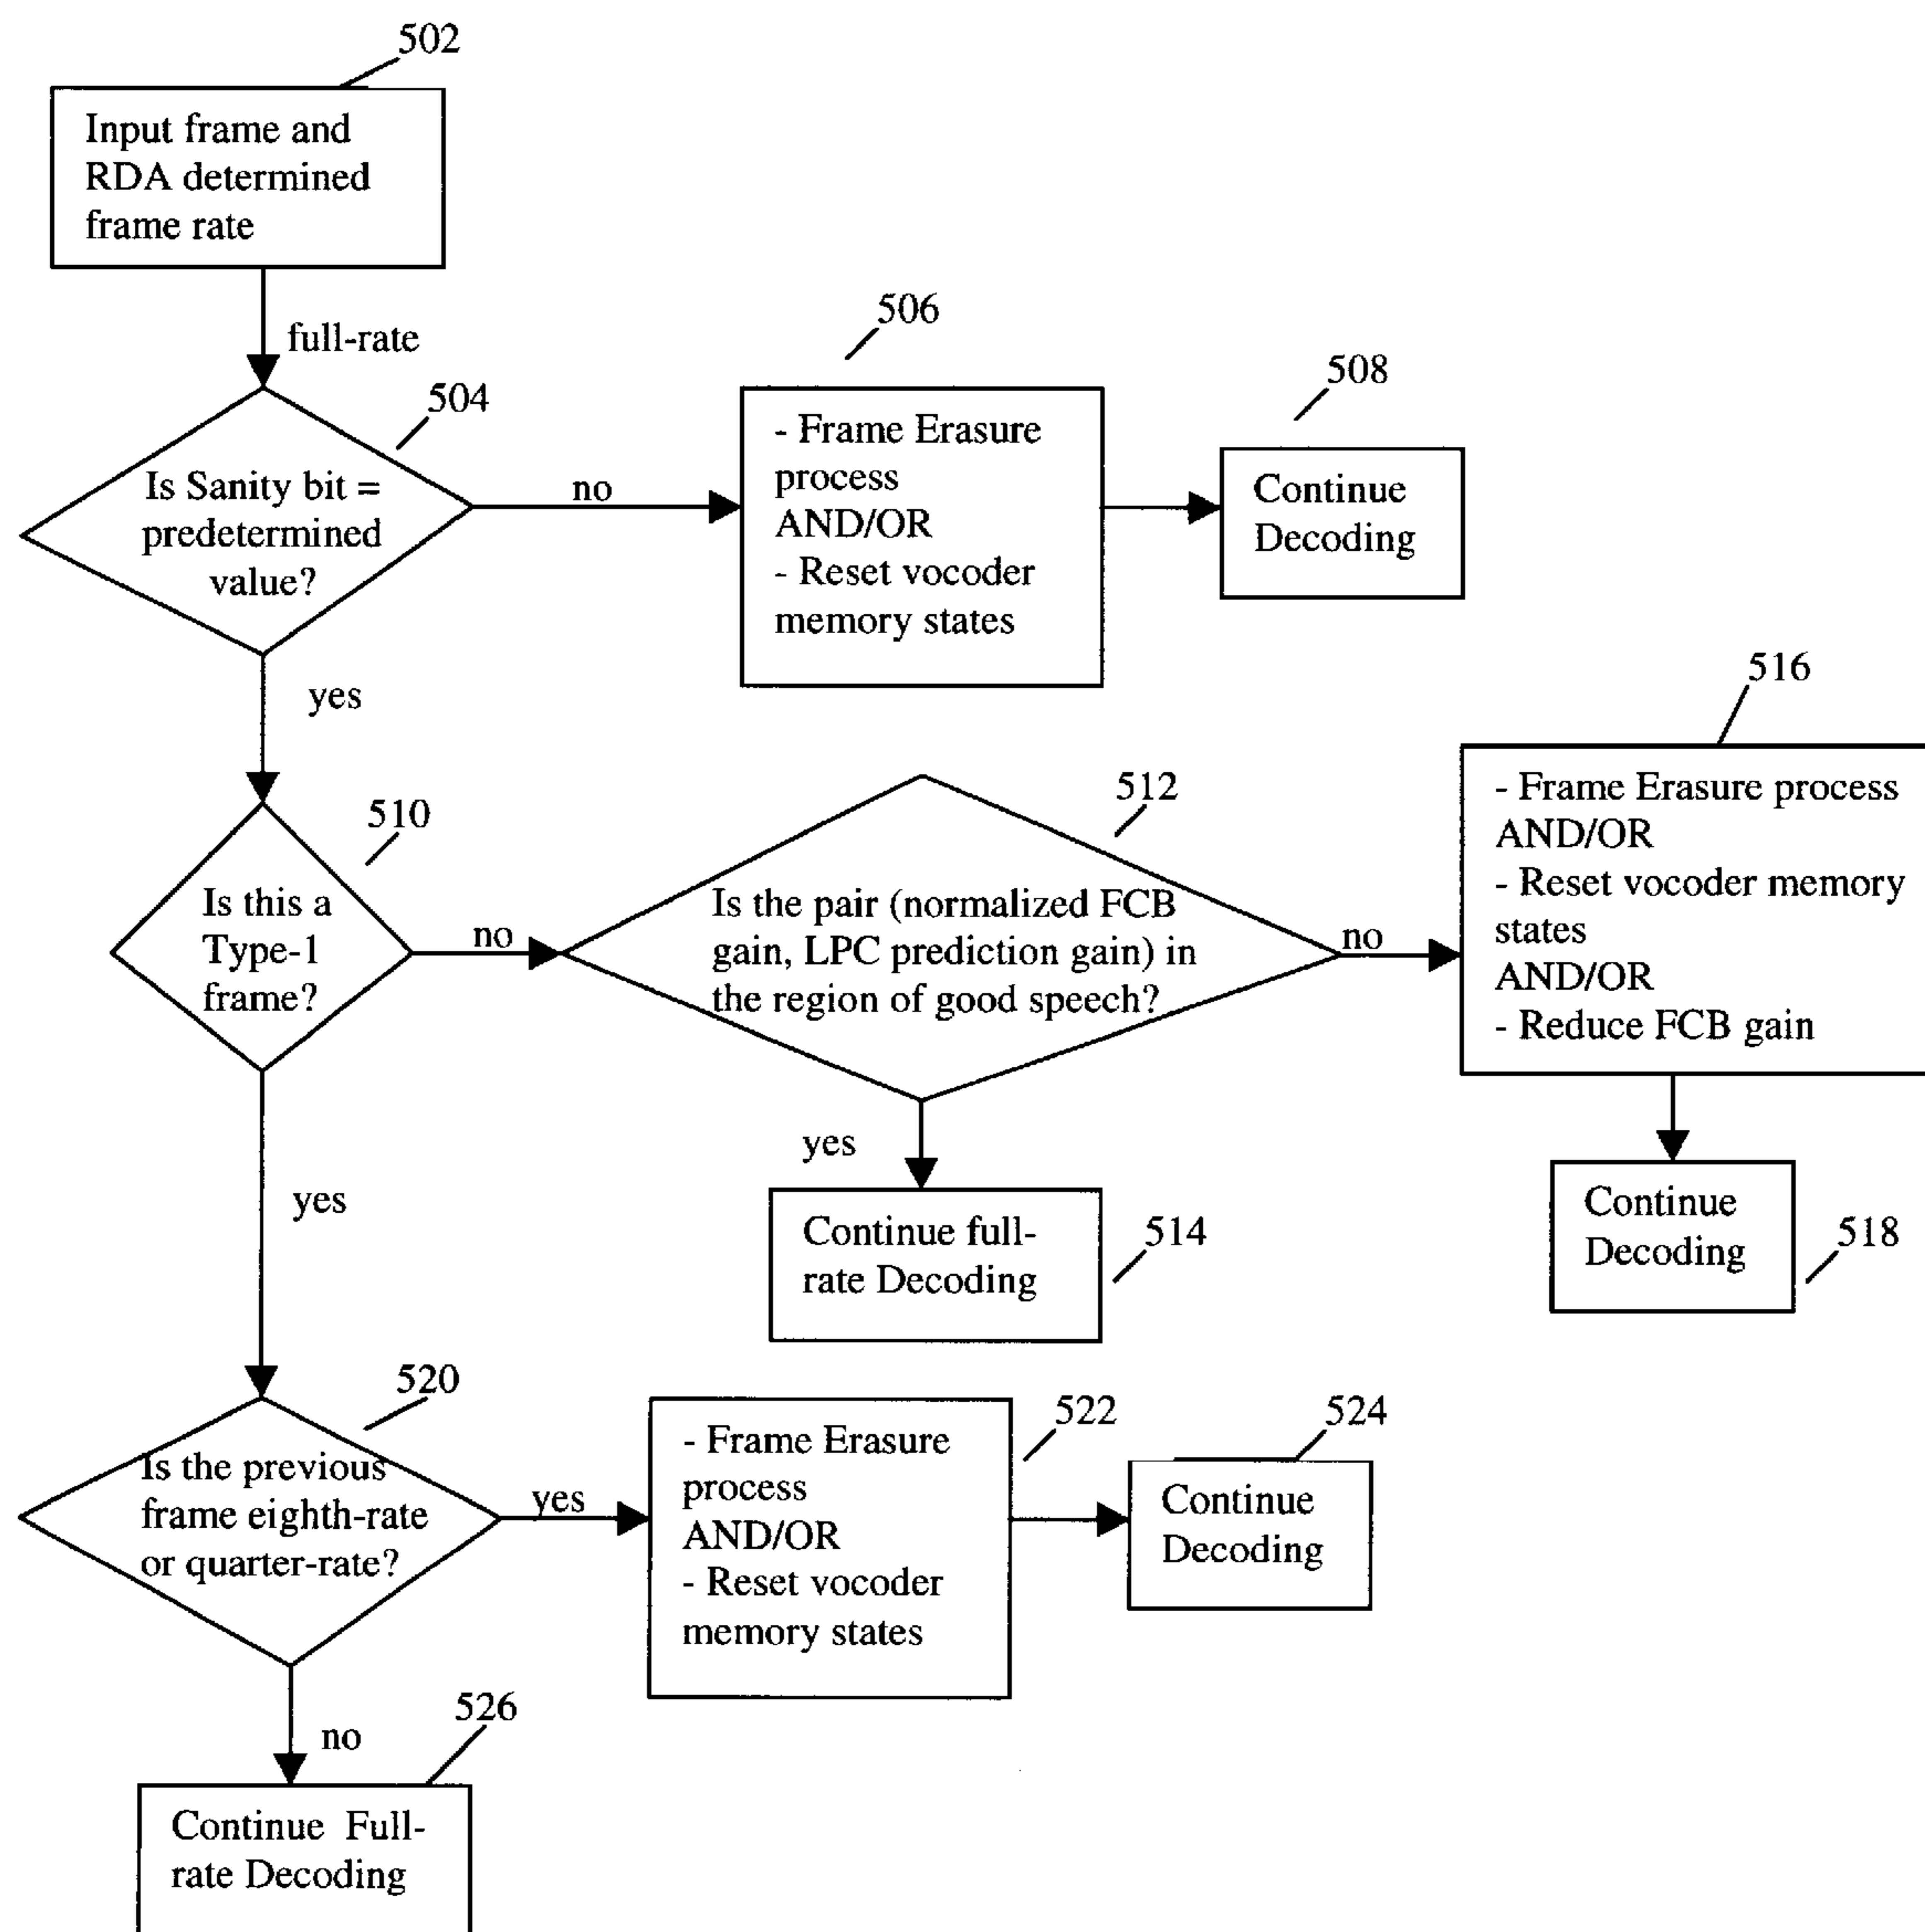 502
Input frame and
RDA determined
frame rate
full-rate
504
Is Sanity bit =
predetermined
value?
no
506
- Frame Erasure
process
AND/OR
- Reset vocoder
memory states
508
Continue
Decoding
yes
510
Is this a
Type-1
frame?
no
512
Is the pair (normalized FCB
gain, LPC prediction gain) in
the region of good speech?
no
516
- Frame Erasure process
AND/OR
- Reset vocoder memory
states
AND/OR
- Reduce FCB gain
yes
Continue full-
rate Decoding
514
Continue
Decoding
518
yes
520
Is the previous
frame eighth-rate
or quarter-rate?
yes
522
- Frame Erasure
process
AND/OR
- Reset vocoder
memory states
524
Continue
Decoding
no
526
Continue Full-
rate Decoding